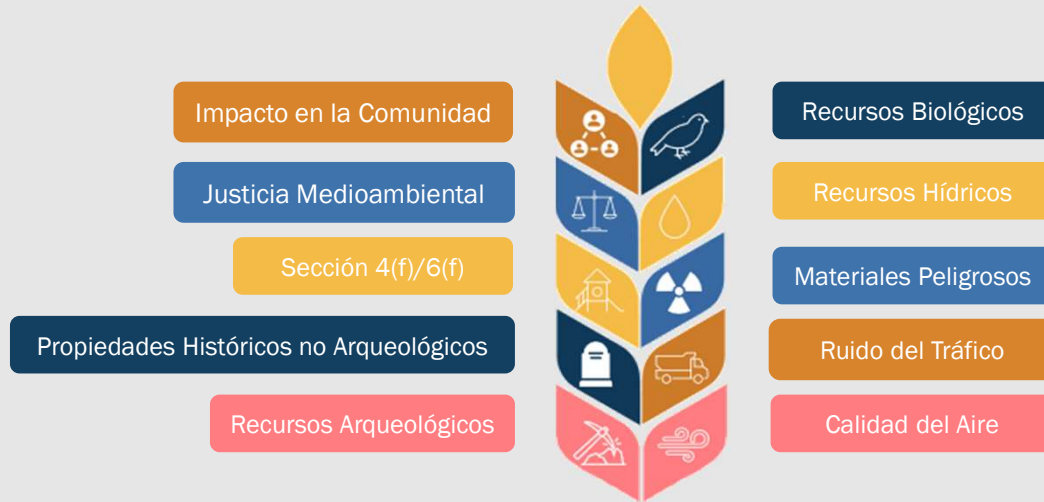 Impacto en la Comunidad
Justicia Medioambiental
Sección 4(f)/6(f)
Propiedades Históricos no Arqueológicos
Recursos Arqueológicos
Recursos Biológicos
Recursos Hídricos
Materiales Peligrosos
Ruido del Tráfico
Calidad del Aire